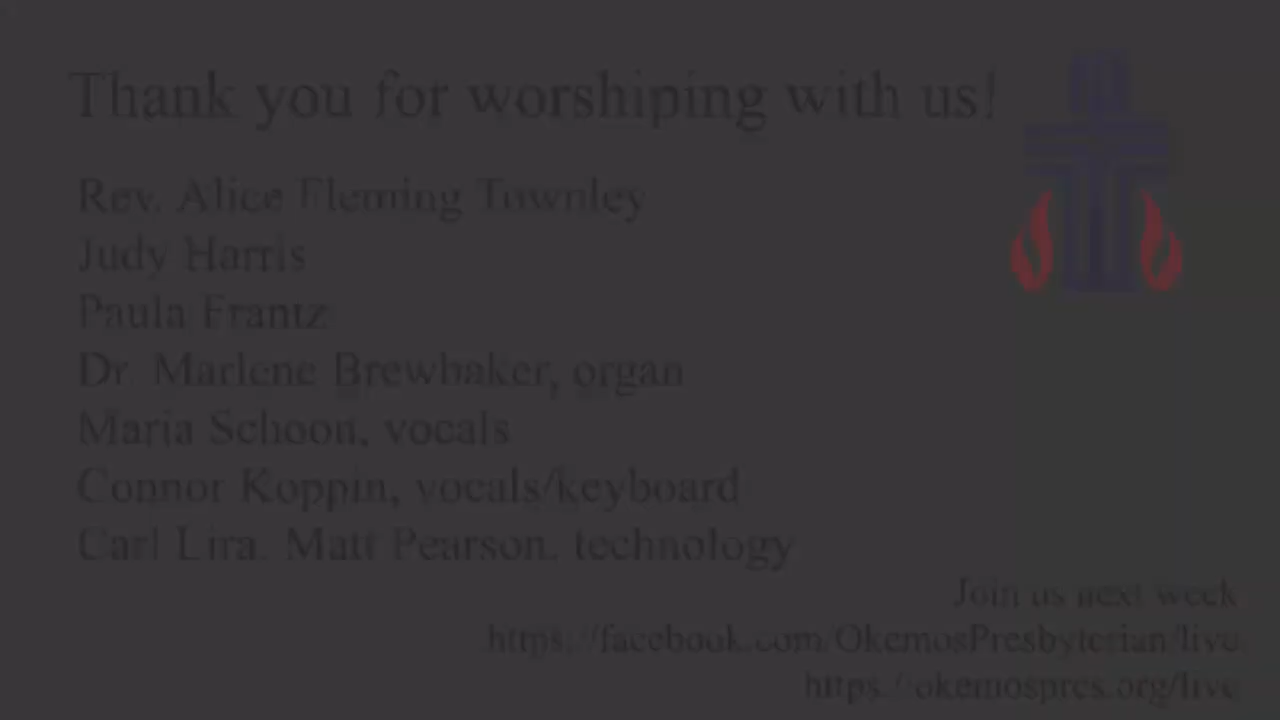 Thank you for worshiping with us!
Rev. Alice Fleming Townley
Judy Harris
Paula Frantz
Dr. Marlene Brewbaker, organ
Maria Schoon, vocals
Connor Koppin, vocals/keyboard
Carl Lira, Matt Pearson, technology
Join us next week
https://facebook.com/OkemosPresbyterian/live
https://okemospres.org/live